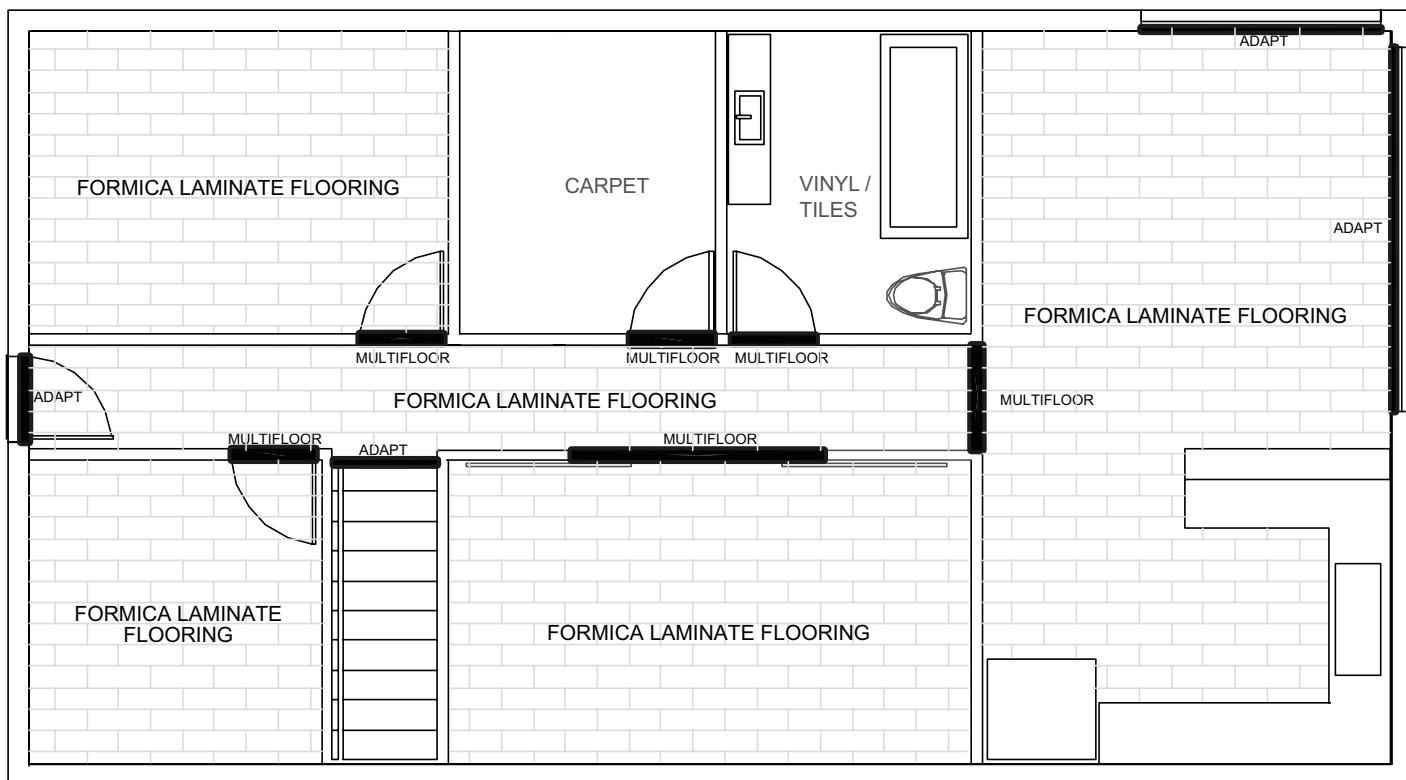 ADAPT
FORMICA LAMINATE FLOORING
CARPET
VINYL /
TILES
ADAPT
FORMICA LAMINATE FLOORING
MULTIFLOOR
MULTIFLOOR
MULTIFLOOR
ADAPT
FORMICA LAMINATE FLOORING
MULTIFLOOR
MULTIFLOOR
MULTIFLOOR
ADAPT
FORMICA LAMINATE
FLOORING
FORMICA LAMINATE FLOORING